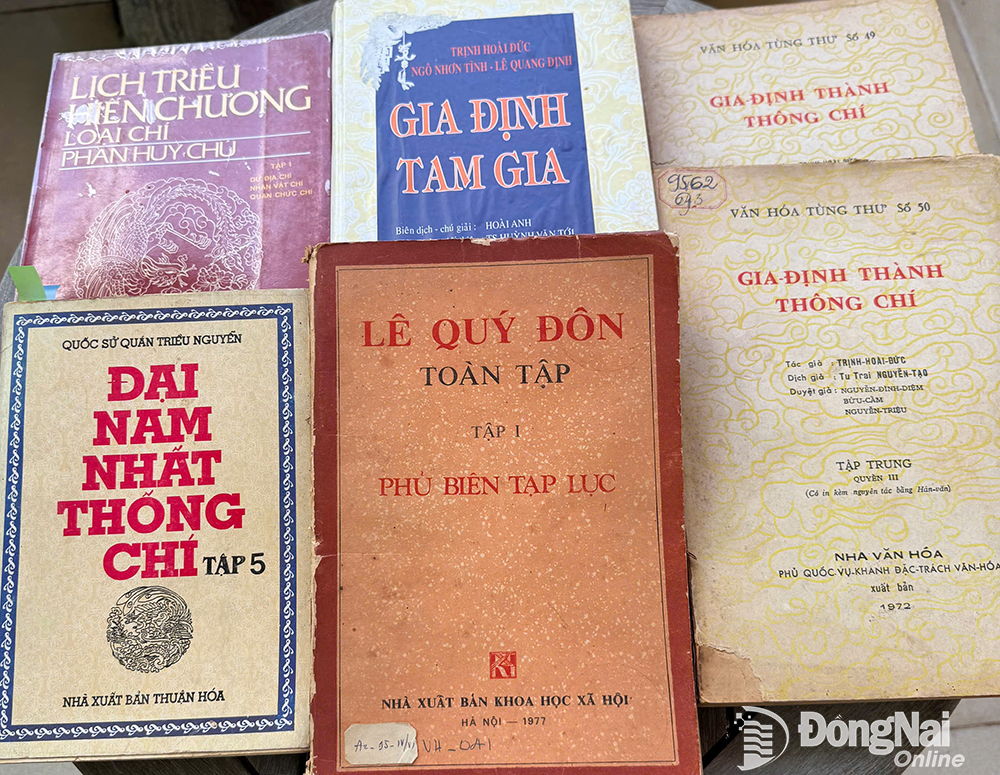 LỊCH TRIỀU
HIẾN CHƯƠNG
LOẠI CHÍ
PHAN HUY CHÚ
TẬP I
DƯ ĐỊA CHÍ
NHÂN VẬT CHÍ
QUAN CHỨC CHÍ
TRỊNH HOÀI ĐỨC
NGÔ NHƠN TĨNH - LÊ QUANG ĐỊNH
GIA ĐỊNH
TAM GIA
Biên dịch - chú giải : HOÀI ANH
TS HUỲNH VĂN TỚI
VĂN HÓA TÙNG THƯ Số 49
GIA-ĐỊNH THÀNH
THÔNG CHÍ
9562
693
VĂN HÓA TÙNG THƯ Số 50
GIA-ĐỊNH THÀNH
THÔNG CHÍ
Tác giả : TRỊNH-HOÀI-ĐỨC
Dịch giả : Tu Trai NGUYỄN-TẠO
Duyệt giả : NGUYỄN-ĐÌNH-DIỆM
BỬU-CẦM
NGUYỄN-TRIỆU
TẬP TRUNG
QUYỂN III
(Có in kèm nguyên tác bằng Hán-văn)
NHA VĂN HÓA
PHỦ QUỐC-VỤ-KHANH ĐẶC-TRÁCH VĂN-HÓA
xuất bản
1972
QUỐC SỬ QUÁN TRIỀU NGUYỄN
ĐẠI
NAM
NHẤT
THỐNG
CHÍ TẬP 5
NHÀ XUẤT BẢN THUẬN HÓA
LÊ QUÝ ĐÔN
TOÀN TẬP
TẬP I
PHỦ BIÊN TẠP LỤC
NHÀ XUẤT BẢN KHOA HỌC XÃ HỘI
HÀ NỘI — 1977
VH - ĐAI
ĐồngNai
Online